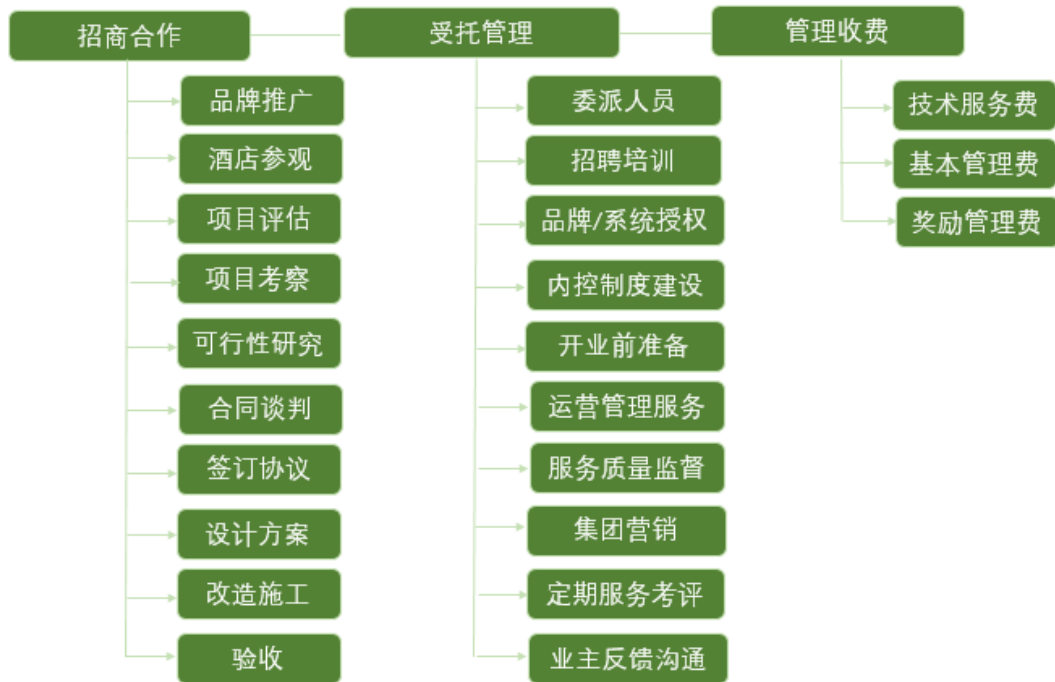 招商合作
受托管理
管理收费
品牌推广
酒店参观
项目评估
项目考察
可行性研究
合同谈判
签订协议
设计方案
改造施工
验收
委派人员
招聘培训
品牌/系统授权
内控制度建设
开业前准备
运营管理服务
服务质量监督
集团营销
定期服务考评
业主反馈沟通
技术服务费
基本管理费
奖励管理费